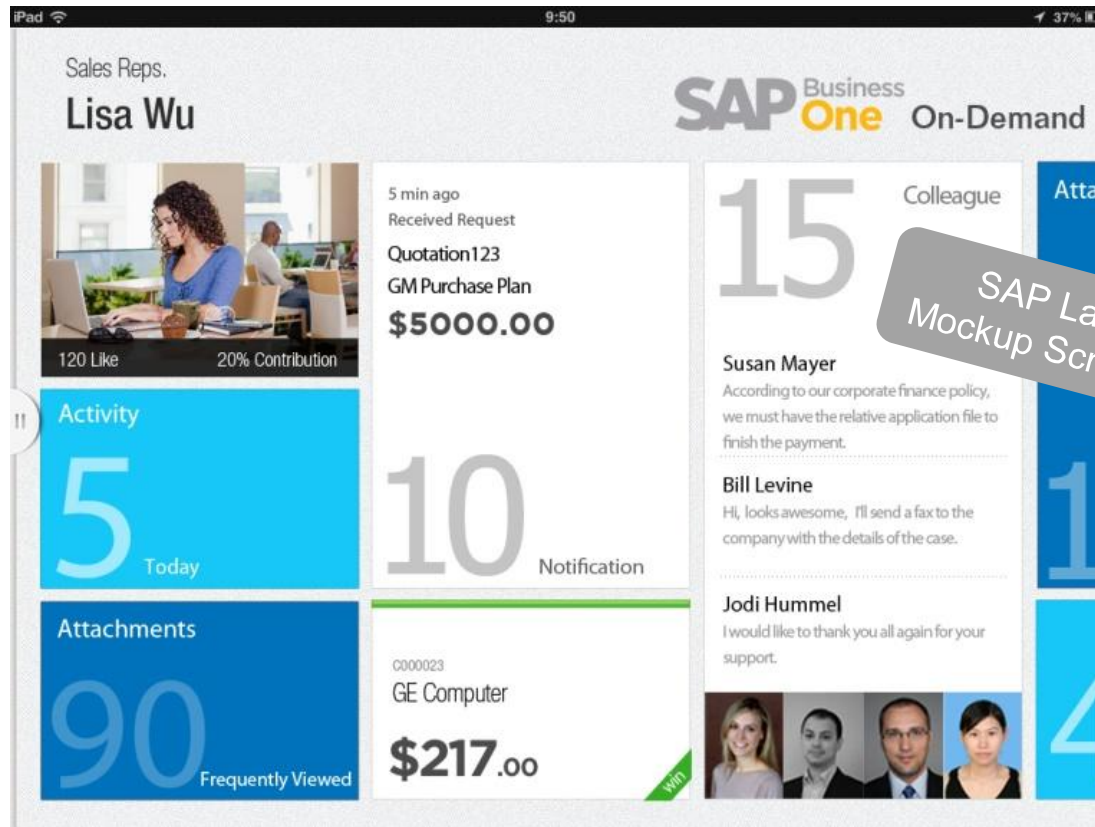 iPad
9:50
37%
Sales Reps.
Lisa Wu
SAP Business One On-Demand
120 Like 20% Contribution
Activity
5
Today
Attachments
90
Frequently Viewed
5 min ago
Received Request
Quotation123
GM Purchase Plan
$5000.00
10
Notification
C000023
GE Computer
$217.00
win
15
Colleague
Susan Mayer
According to our corporate finance policy,
we must have the relative application file to
finish the payment.
Bill Levine
Hi, looks awesome, I'll send a fax to the
company with the details of the case.
Jodi Hummel
I would like to thank you all again for your
support.
SAP
Mockup